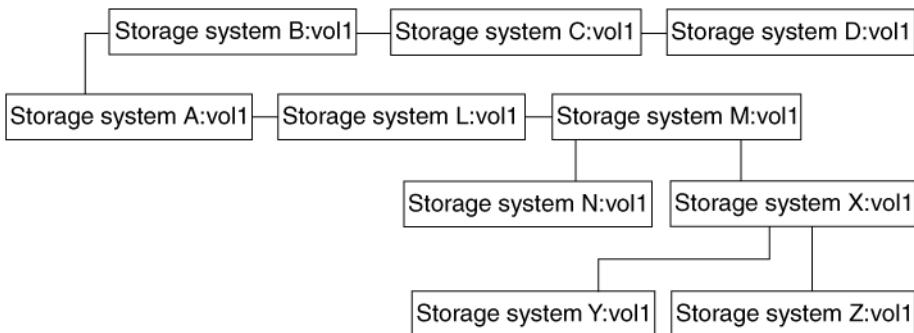 Storage system B:vol1
Storage system C:vol1
Storage system D:vol1
Storage system A:vol1
Storage system L:vol1
Storage system M:vol1
Storage system N:vol1
Storage system X:vol1
Storage system Y:vol1
Storage system Z:vol1